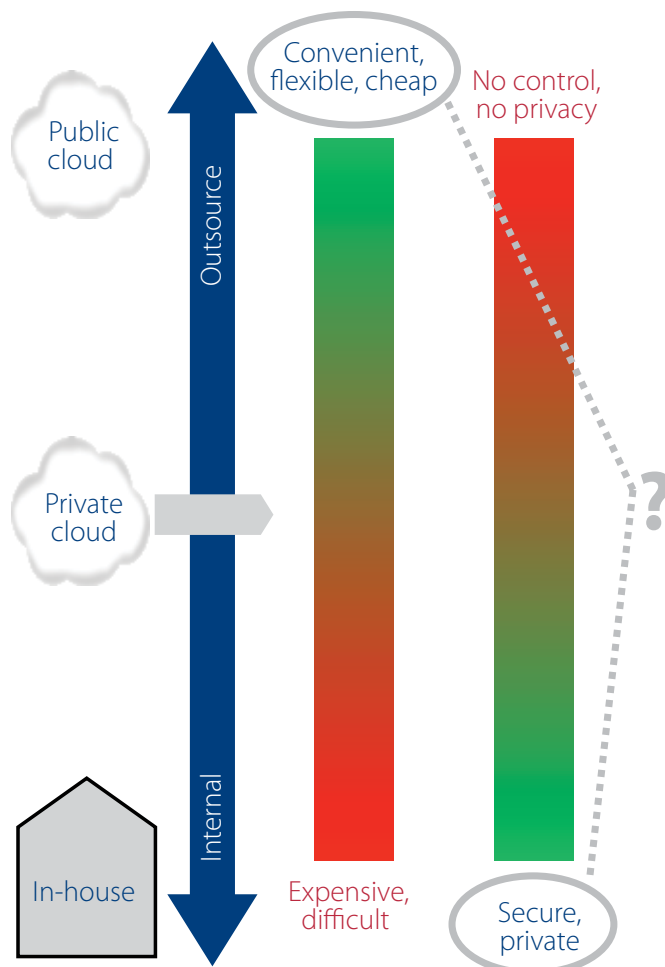 Convenient,
flexible, cheap
No control,
no privacy
Public
cloud
Outsource
Private
cloud
?
Internal
In-house
Expensive,
difficult
Secure,
private